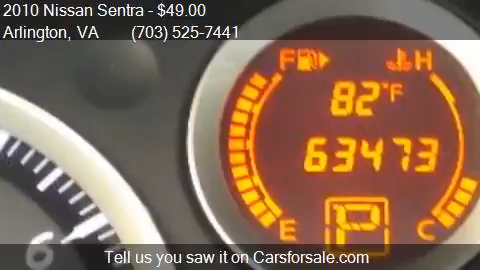 2010 Nissan Sentra - $49.00
Arlington, VA (703) 525-7441
F H
82°F
63473
E P C
6
Tell us you saw it on Carsforsale.com